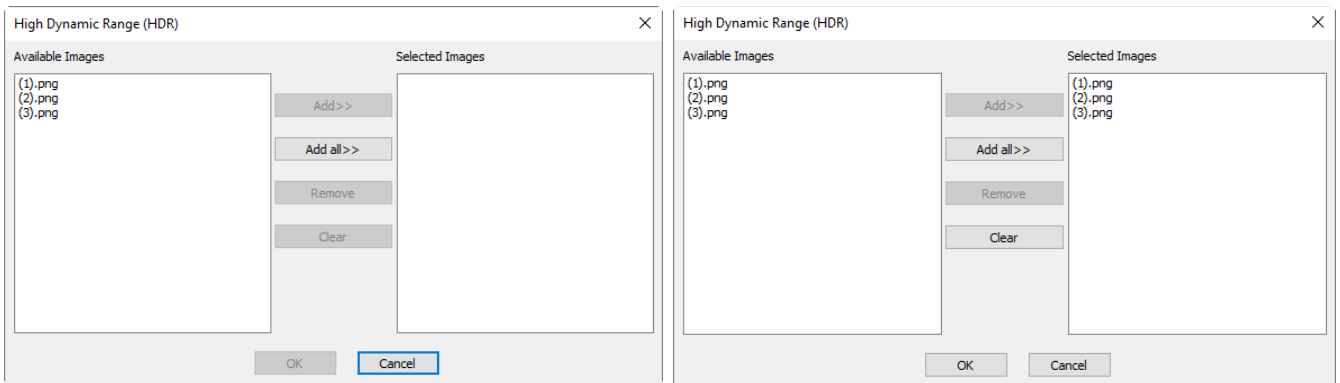 High Dynamic Range (HDR)
Available Images
Selected Images
(1).png
(2).png
(3).png
Add>>
Add all>>
Remove
Clear
OK
Cancel
High Dynamic Range (HDR)
Available Images
Selected Images
(1).png
(2).png
(3).png
Add>>
Add all>>
Remove
Clear
(1).png
(2).png
(3).png
OK
Cancel